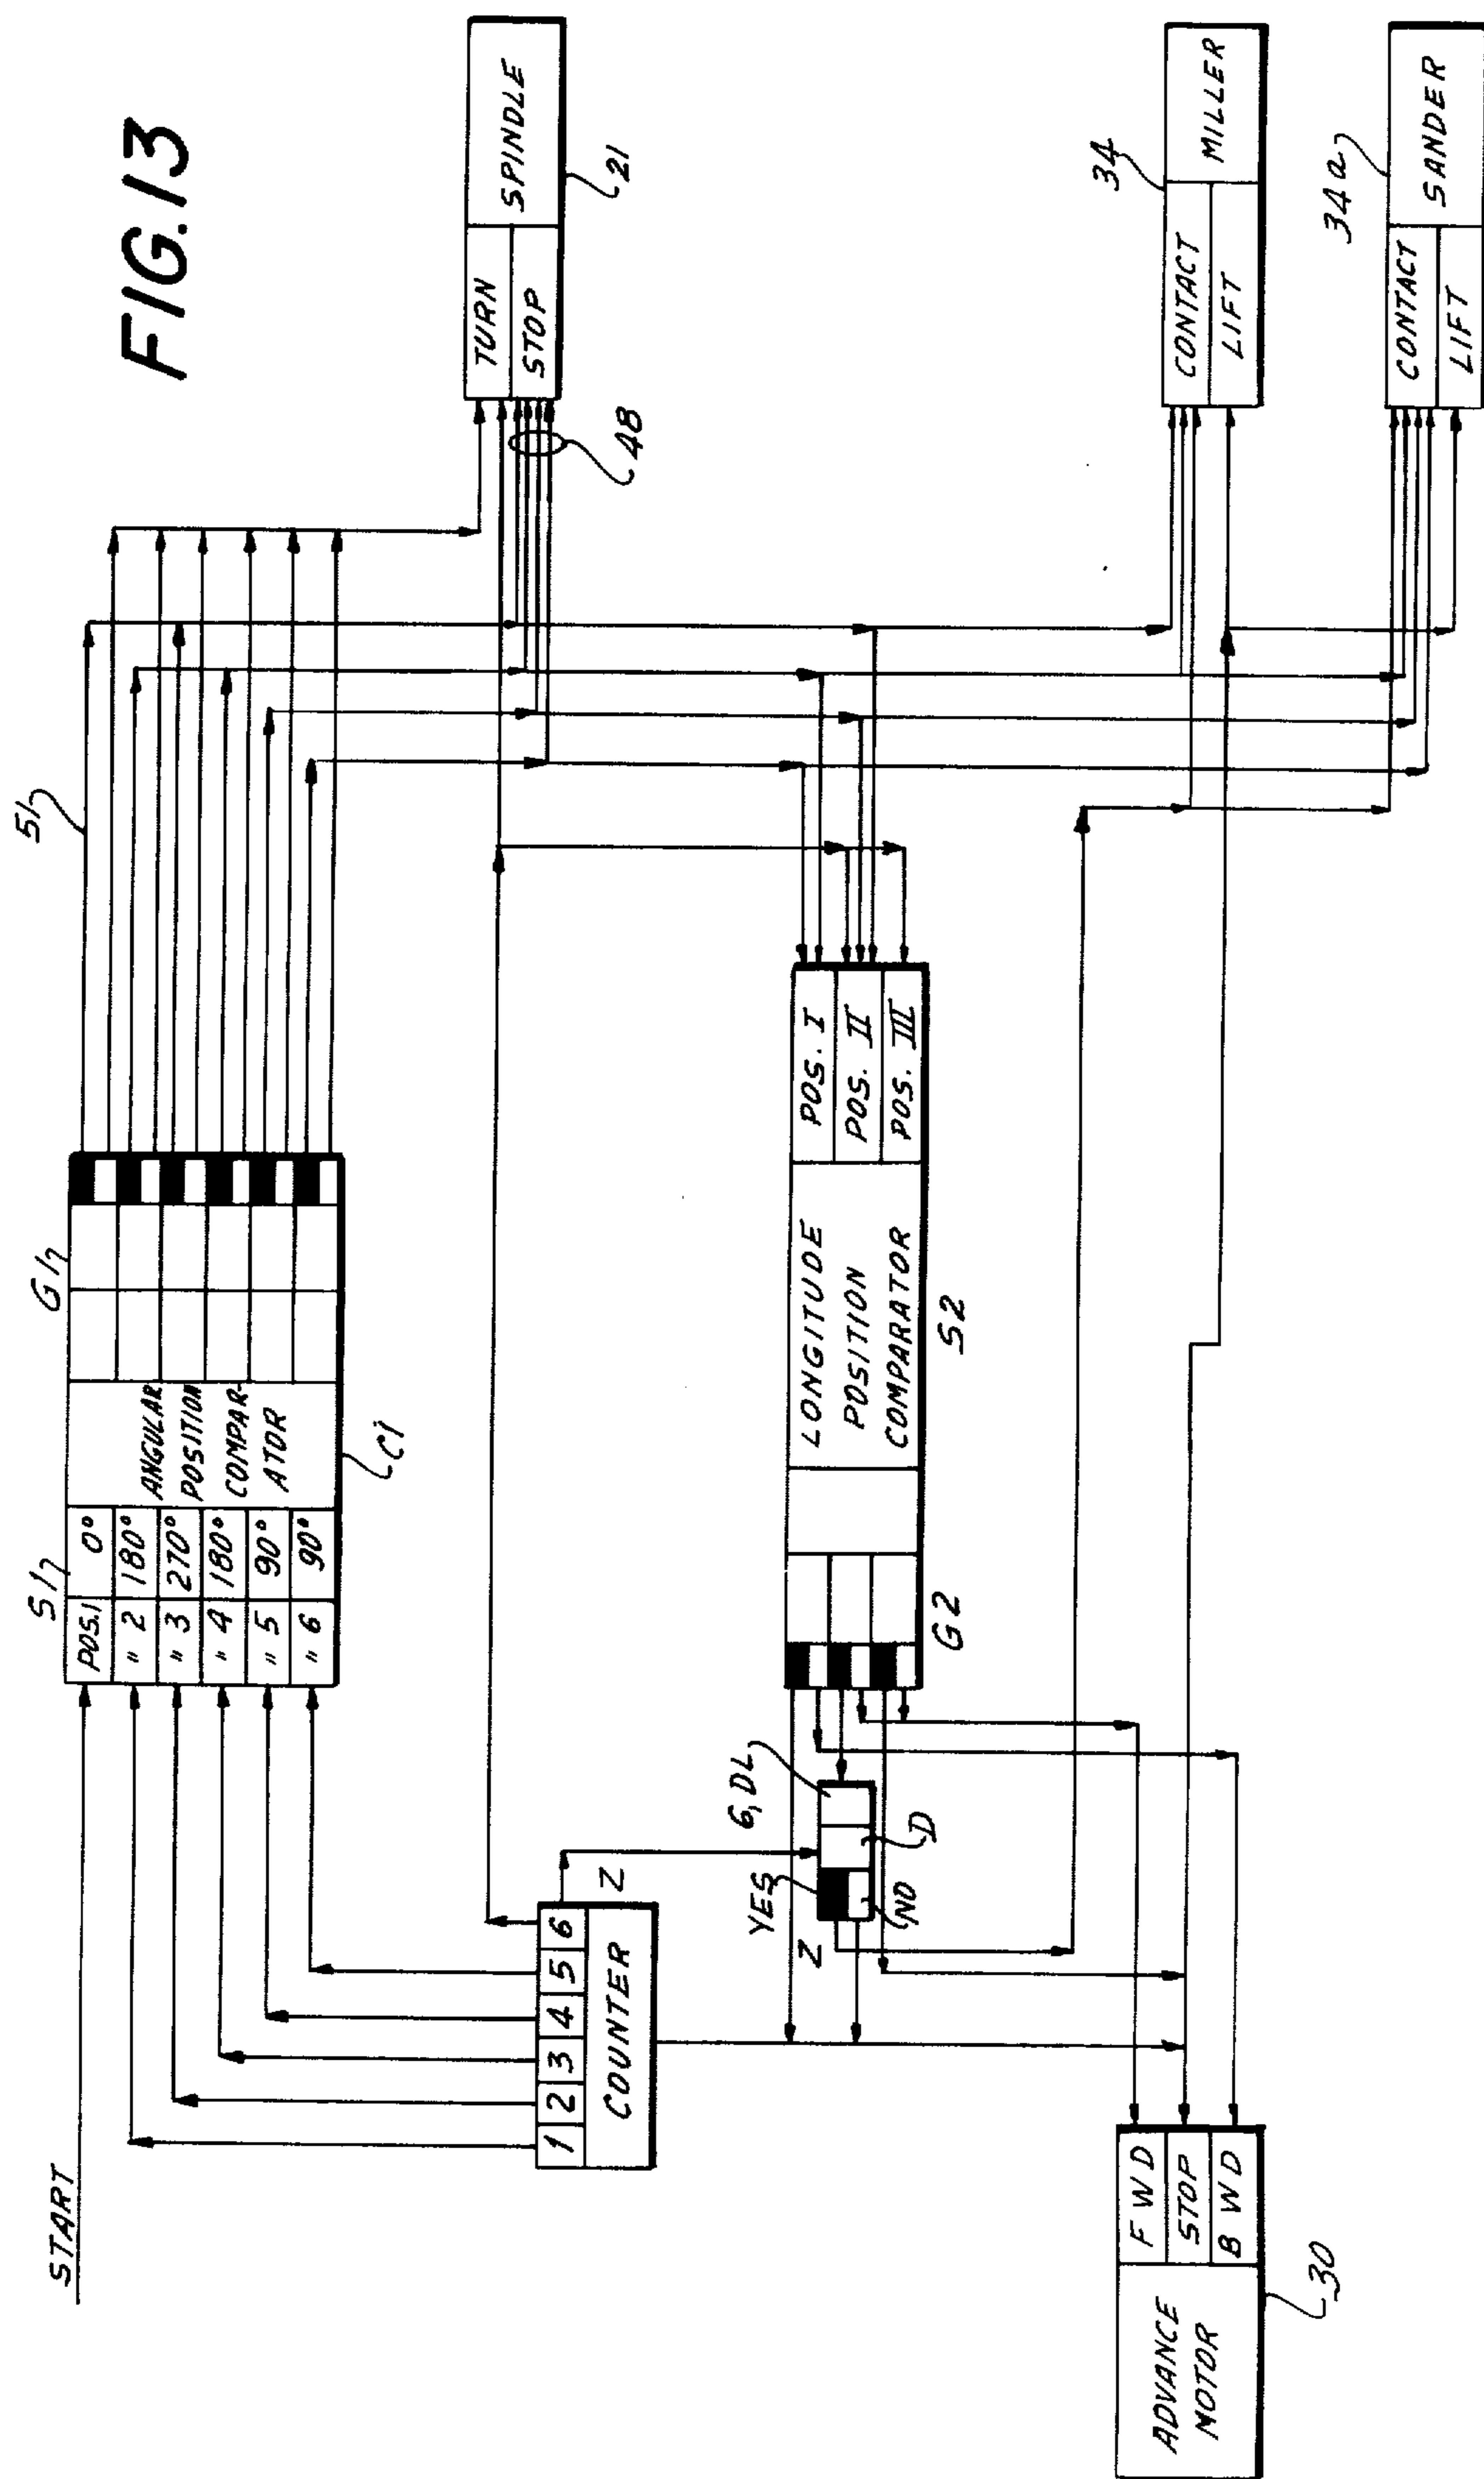 FIG.13
START
S1
POS.1 0°
" 2 180°
" 3 270°
" 4 180°
" 5 90°
" 6 90°
ANGULAR
POSITION
COMPAR-
ATOR
C1
G1
51
TURN
STOP
SPINDLE
21
48
1 2 3 4 5 6
COUNTER
Z
6, DL
YES
Z
D
NO
G2
LONGITUDE
POSITION
COMPARATOR
S2
POS. I
POS. II
POS. III
ADVANCE
MOTOR
FWD
STOP
BWD
30
34
CONTACT
LIFT
MILLER
34a
CONTACT
LIFT
SANDER